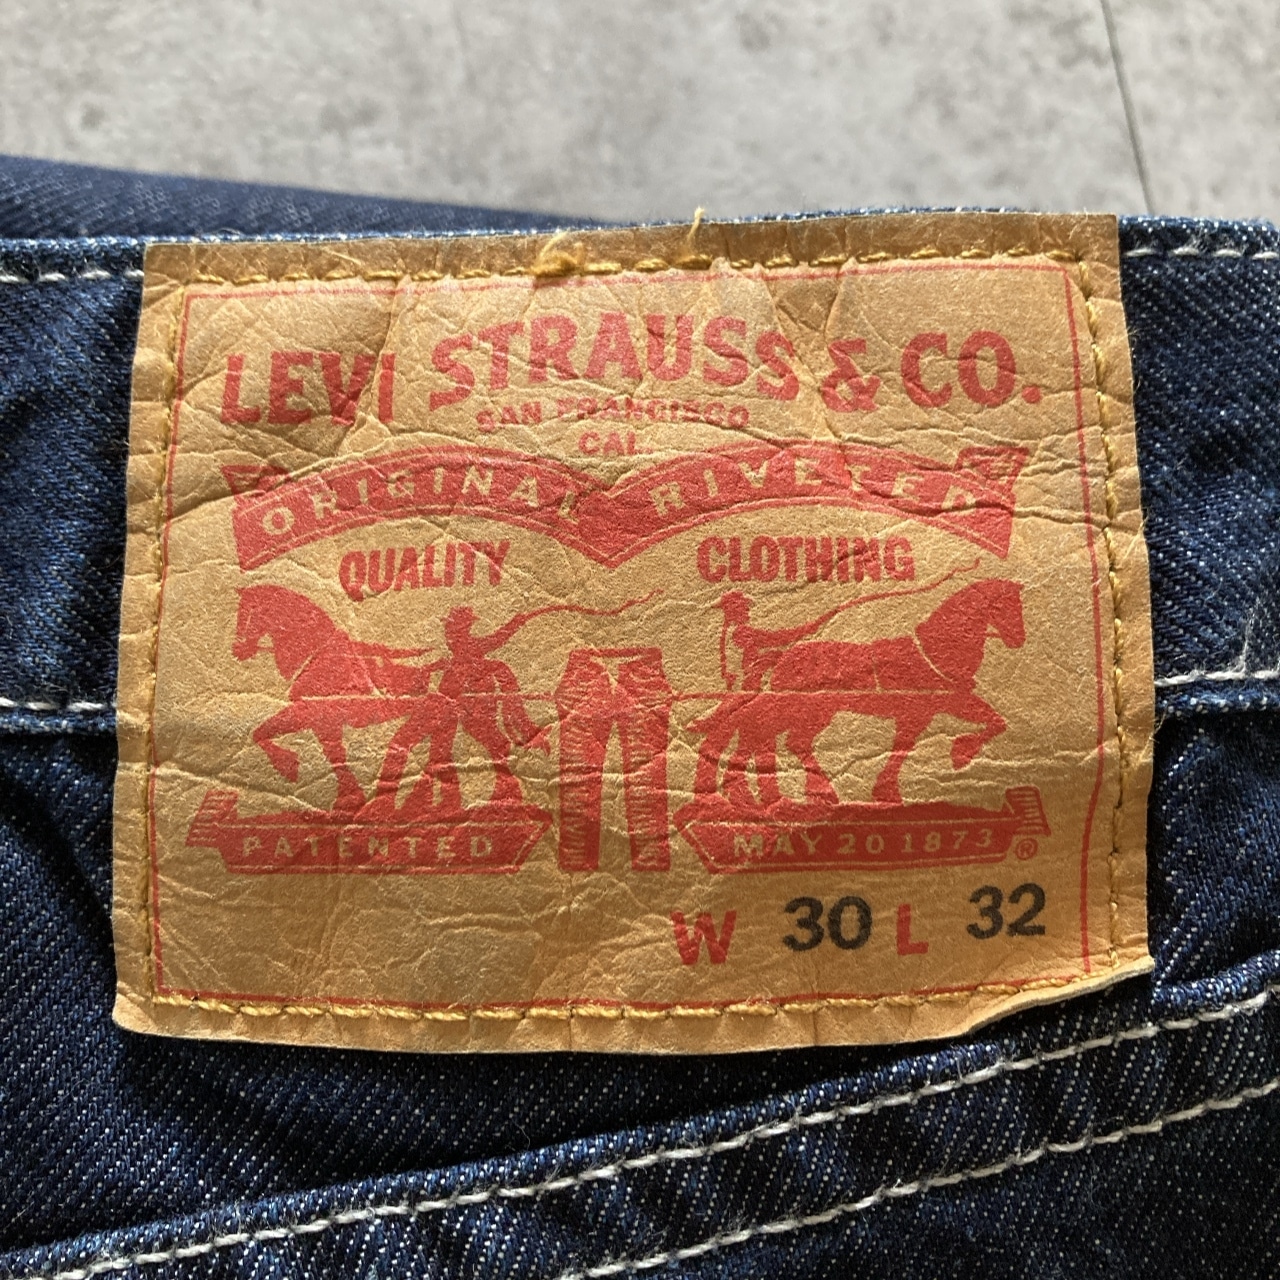 LEVI STRAUSS & CO.
SAN FRANCISCO
CAL
ORIGINAL RIVETED
QUALITY CLOTHING
PATENTED MAY 20 1873 ®
W 30 L 32